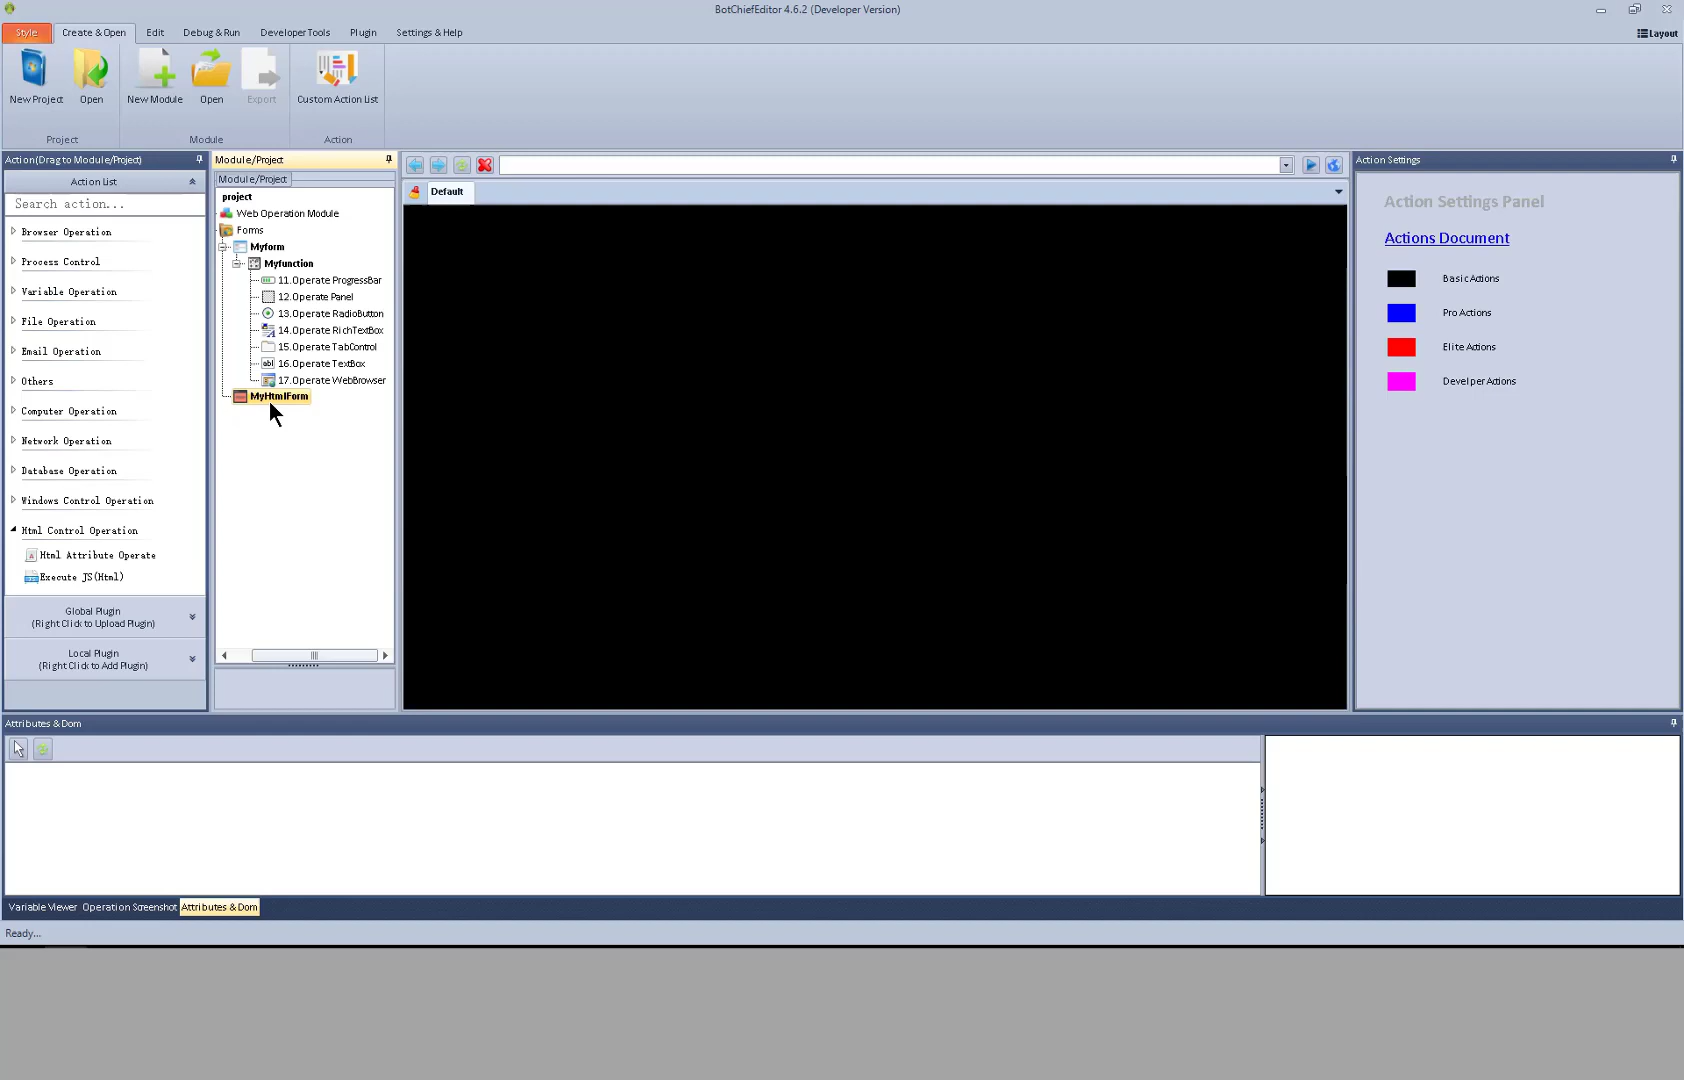 BotChiefEditor 4.6.2 (Developer Version)
Style
Create & Open
Edit
Debug & Run
Developer Tools
Plugin
Settings & Help
Layout
New Project
Open
New Module
Open
Export
Custom Action List
Project
Module
Action
Action(Drag to Module/Project)
Action List
Search action...
Browser Operation
Process Control
Variable Operation
File Operation
Email Operation
Others
Computer Operation
Network Operation
Database Operation
Windows Control Operation
Html Control Operation
Html Attribute Operate
Execute JS(Html)
Global Plugin
(Right Click to Upload Plugin)
Local Plugin
(Right Click to Add Plugin)
Module/Project
Module/Project
project
Web Operation Module
Forms
Myform
Myfunction
11.Operate ProgressBar
12.Operate Panel
13.Operate RadioButton
14.Operate RichTextBox
15.Operate TabControl
16.Operate TextBox
17.Operate WebBrowser
MyHtmlForm
Default
Action Settings
Action Settings Panel
Actions Document
Basic Actions
Pro Actions
Elite Actions
Develper Actions
Attributes & Dom
Variable Viewer
Operation Screenshot
Attributes & Dom
Ready...